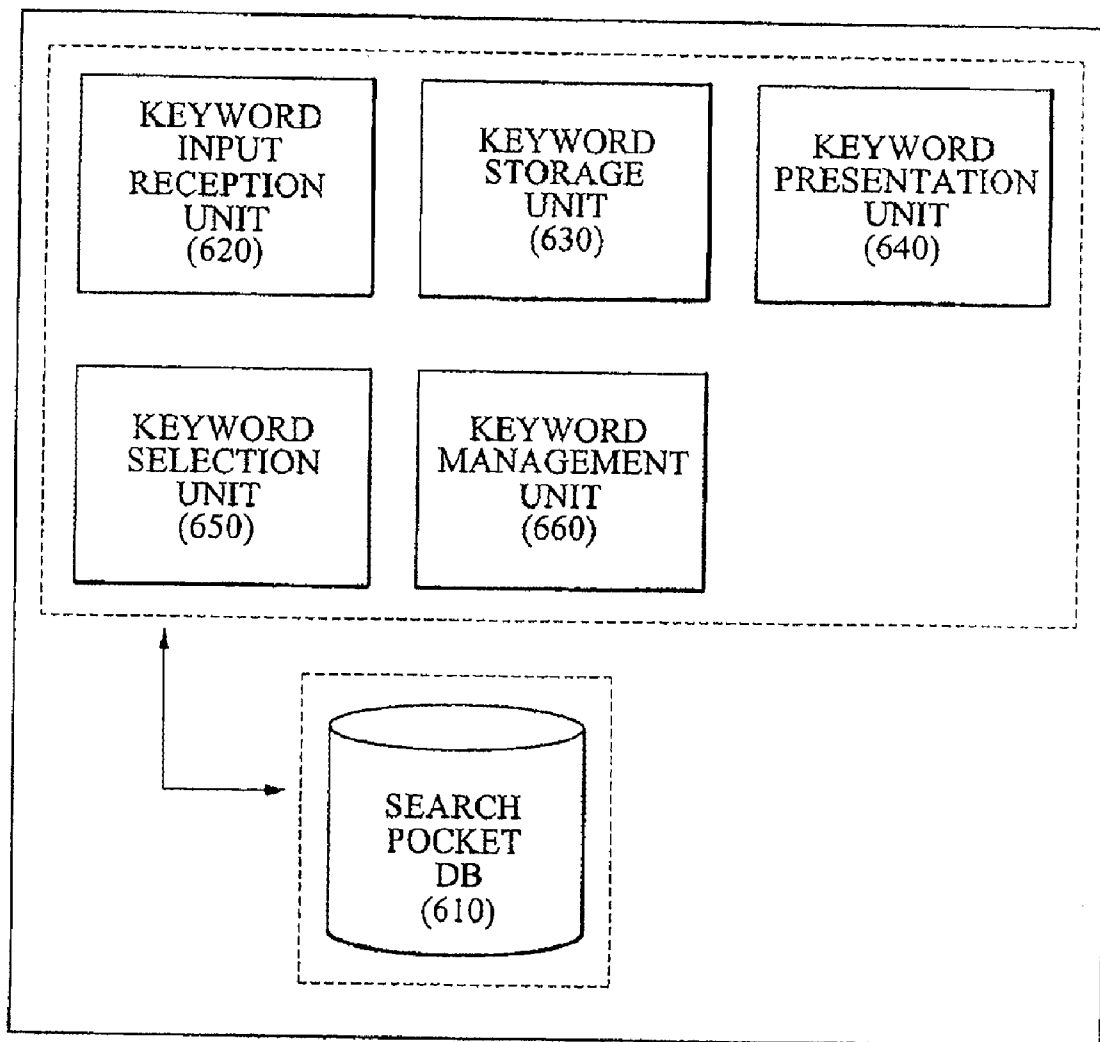 KEYWORD
INPUT
RECEPTION
UNIT
(620)
KEYWORD
STORAGE
UNIT
(630)
KEYWORD
PRESENTATION
UNIT
(640)
KEYWORD
SELECTION
UNIT
(650)
KEYWORD
MANAGEMENT
UNIT
(660)
SEARCH
POCKET
DB
(610)